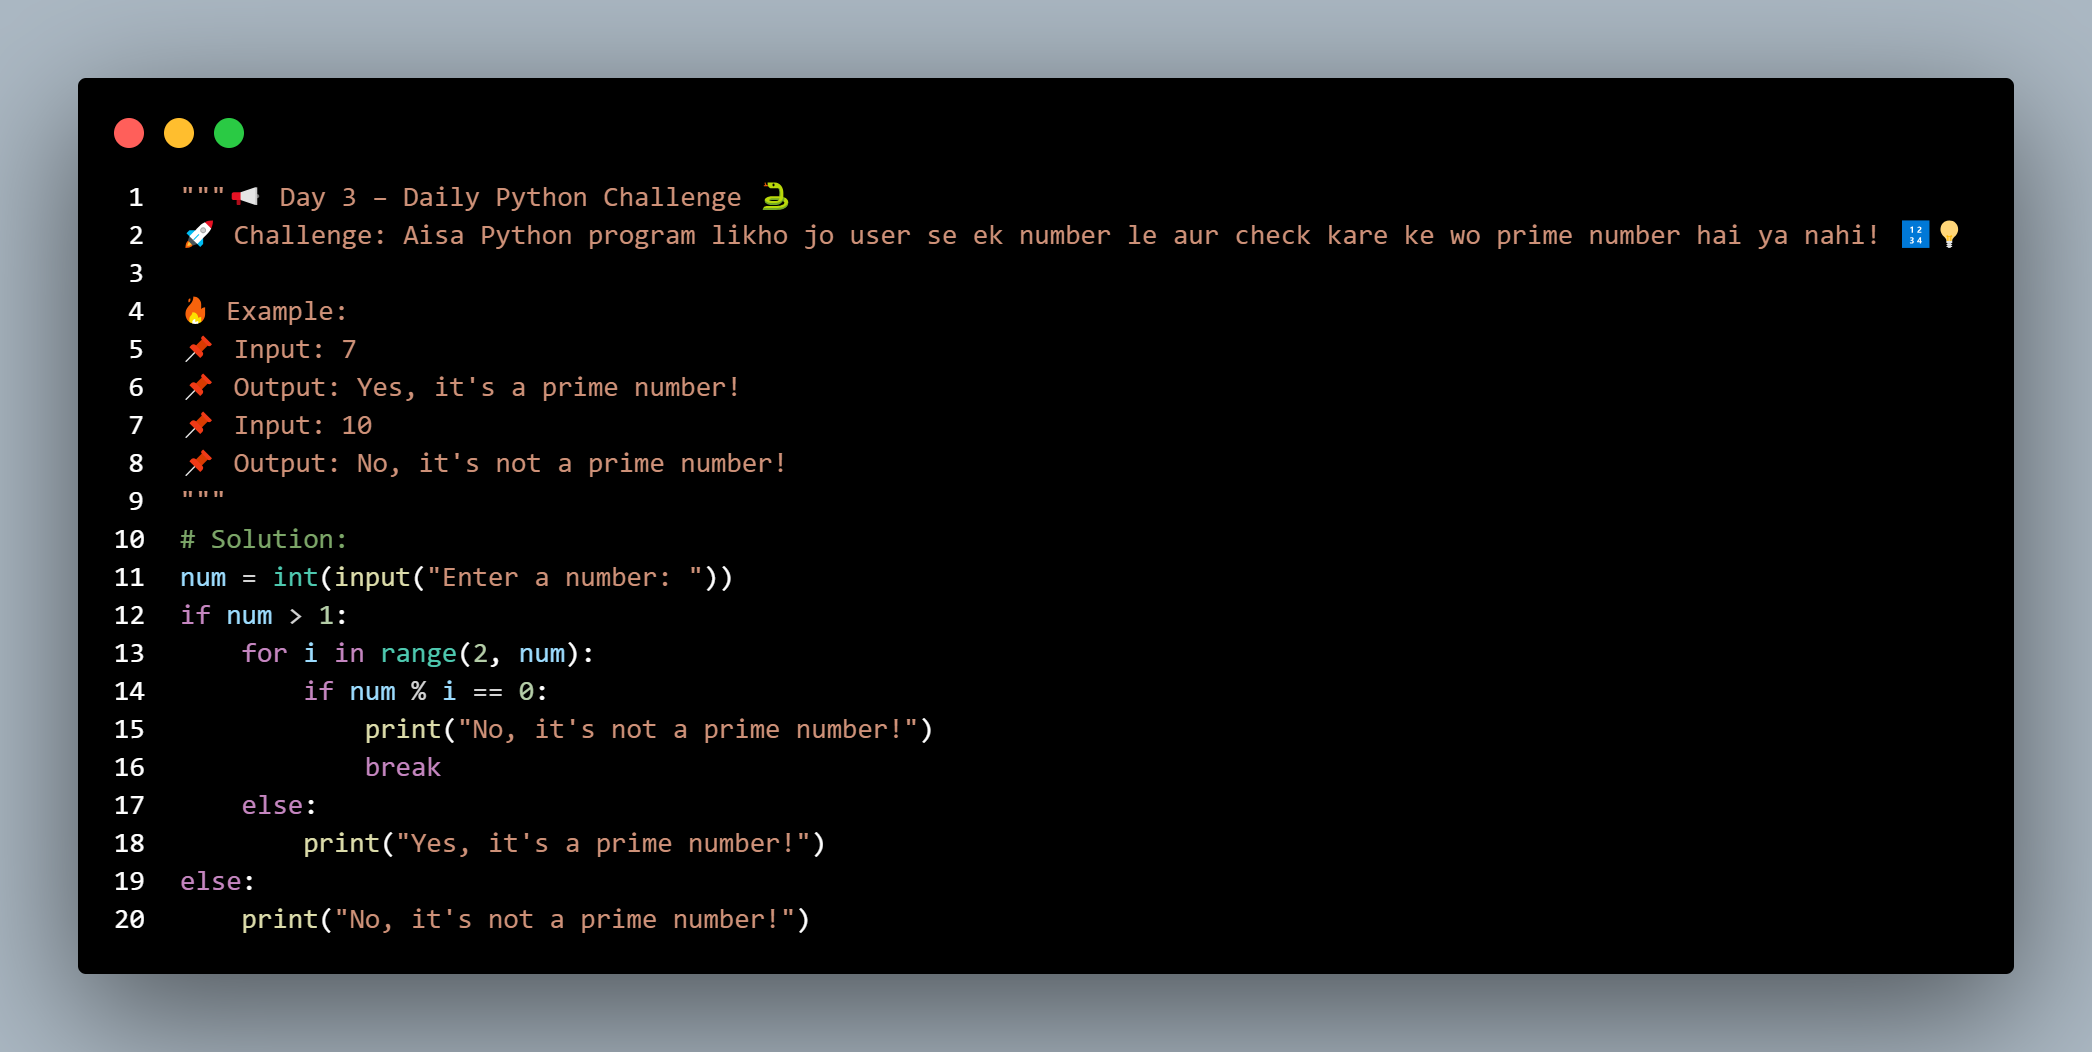 1 """📢 Day 3 – Daily Python Challenge 🐍
2 🚀 Challenge: Aisa Python program likho jo user se ek number le aur check kare ke wo prime number hai ya nahi! 🔢💡
3
4 🔥 Example:
5 📌 Input: 7
6 📌 Output: Yes, it's a prime number!
7 📌 Input: 10
8 📌 Output: No, it's not a prime number!
9 """
10 # Solution:
11 num = int(input("Enter a number: "))
12 if num > 1:
13     for i in range(2, num):
14         if num % i == 0:
15             print("No, it's not a prime number!")
16             break
17     else:
18         print("Yes, it's a prime number!")
19 else:
20     print("No, it's not a prime number!")